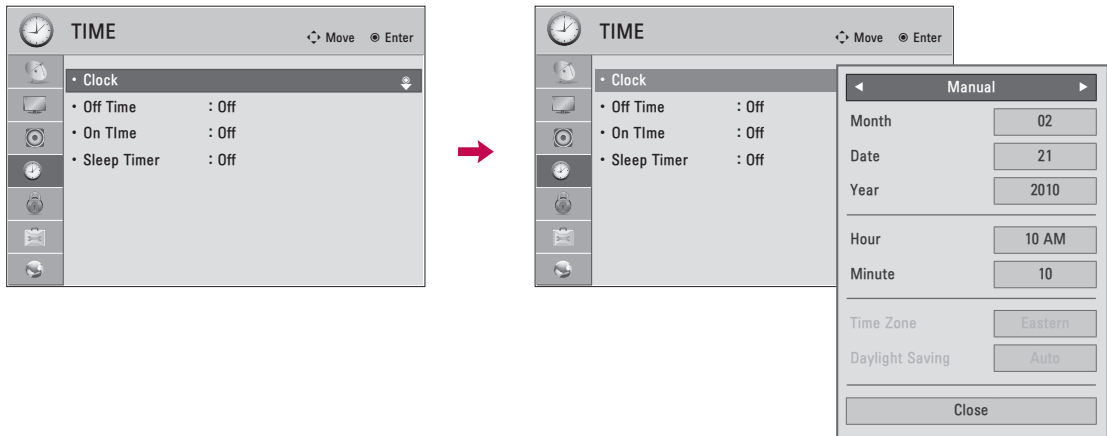 TIME
Move Enter
• Clock
• Off Time : Off
• On TIme : Off
• Sleep Timer : Off
TIME
Move Enter
• Clock
• Off Time : Off
• On TIme : Off
• Sleep Timer : Off
◄ Manual ►
Month 02
Date 21
Year 2010
Hour 10 AM
Minute 10
Time Zone Eastern
Daylight Saving Auto
Close